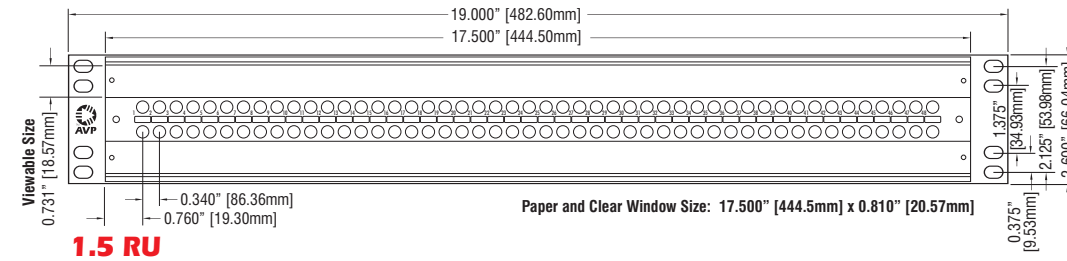 19.000” [482.60mm]
17.500” [444.50mm]
Viewable Size
0.731” [18.57mm]
AVP
1.375”
[34.93mm]
2.125” [53.98mm]
0.340” [86.36mm]
0.760” [19.30mm]
Paper and Clear Window Size: 17.500” [444.5mm] x 0.810” [20.57mm]
0.375”
[9.53mm]
1.5 RU